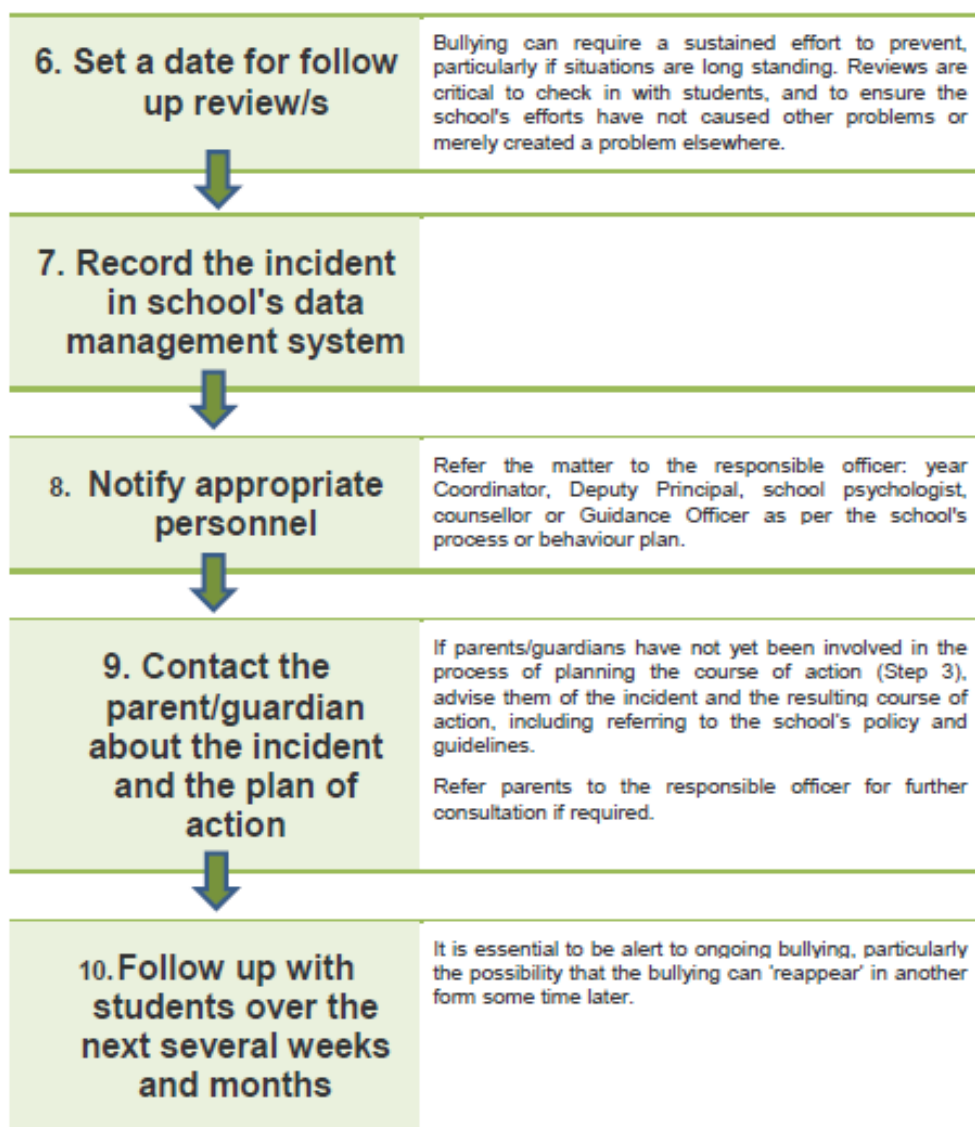 6. Set a date for follow
up review/s
Bullying can require a sustained effort to prevent,
particularly if situations are long standing. Reviews are
critical to check in with students, and to ensure the
school's efforts have not caused other problems or
merely created a problem elsewhere.
7. Record the incident
in school's data
management system
8. Notify appropriate
personnel
Refer the matter to the responsible officer: year
Coordinator, Deputy Principal, school psychologist,
counsellor or Guidance Officer as per the school's
process or behaviour plan.
9. Contact the
parent/guardian
about the incident
and the plan of
action
If parents/guardians have not yet been involved in the
process of planning the course of action (Step 3),
advise them of the incident and the resulting course of
action, including referring to the school's policy and
guidelines.
Refer parents to the responsible officer for further
consultation if required.
10. Follow up with
students over the
next several weeks
and months
It is essential to be alert to ongoing bullying, particularly
the possibility that the bullying can 'reappear' in another
form some time later.